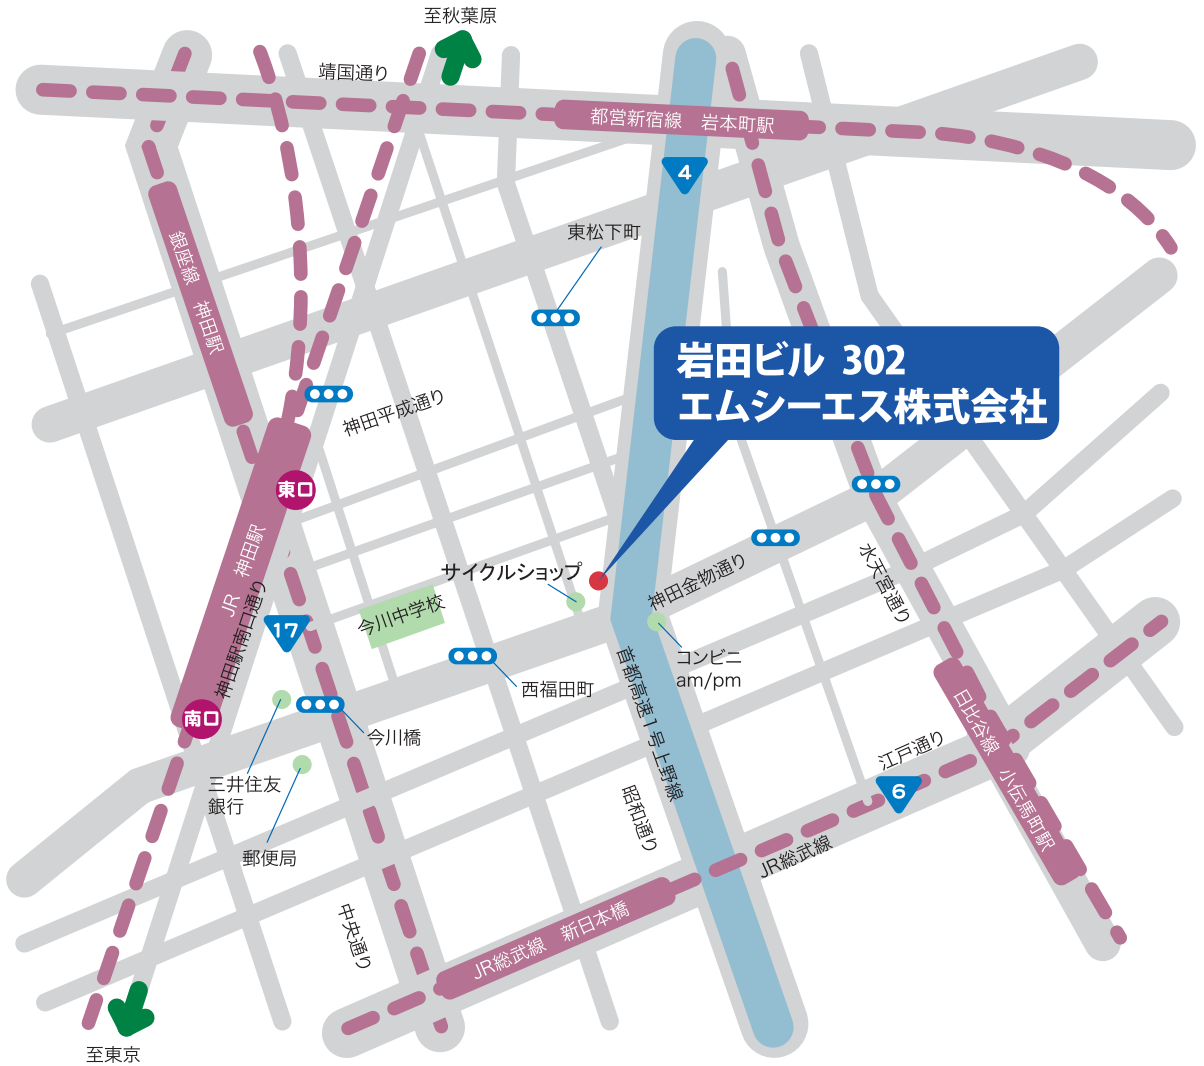 至秋葉原
靖国通り
都営新宿線 岩本町駅
4
東松下町
銀座線 神田駅
岩田ビル 302
エムシーエス株式会社
神田平成通り
東口
JR 神田駅
水天宮通り
サイクルショップ
神田金物通り
神田駅南口通り
17
今川中学校
コンビニ
am/pm
西福田町
首都高速1号上野線
南口
今川橋
日比谷線 小伝馬町駅
江戸通り
三井住友
銀行
6
昭和通り
郵便局
JR総武線
中央通り
JR総武線 新日本橋
至東京